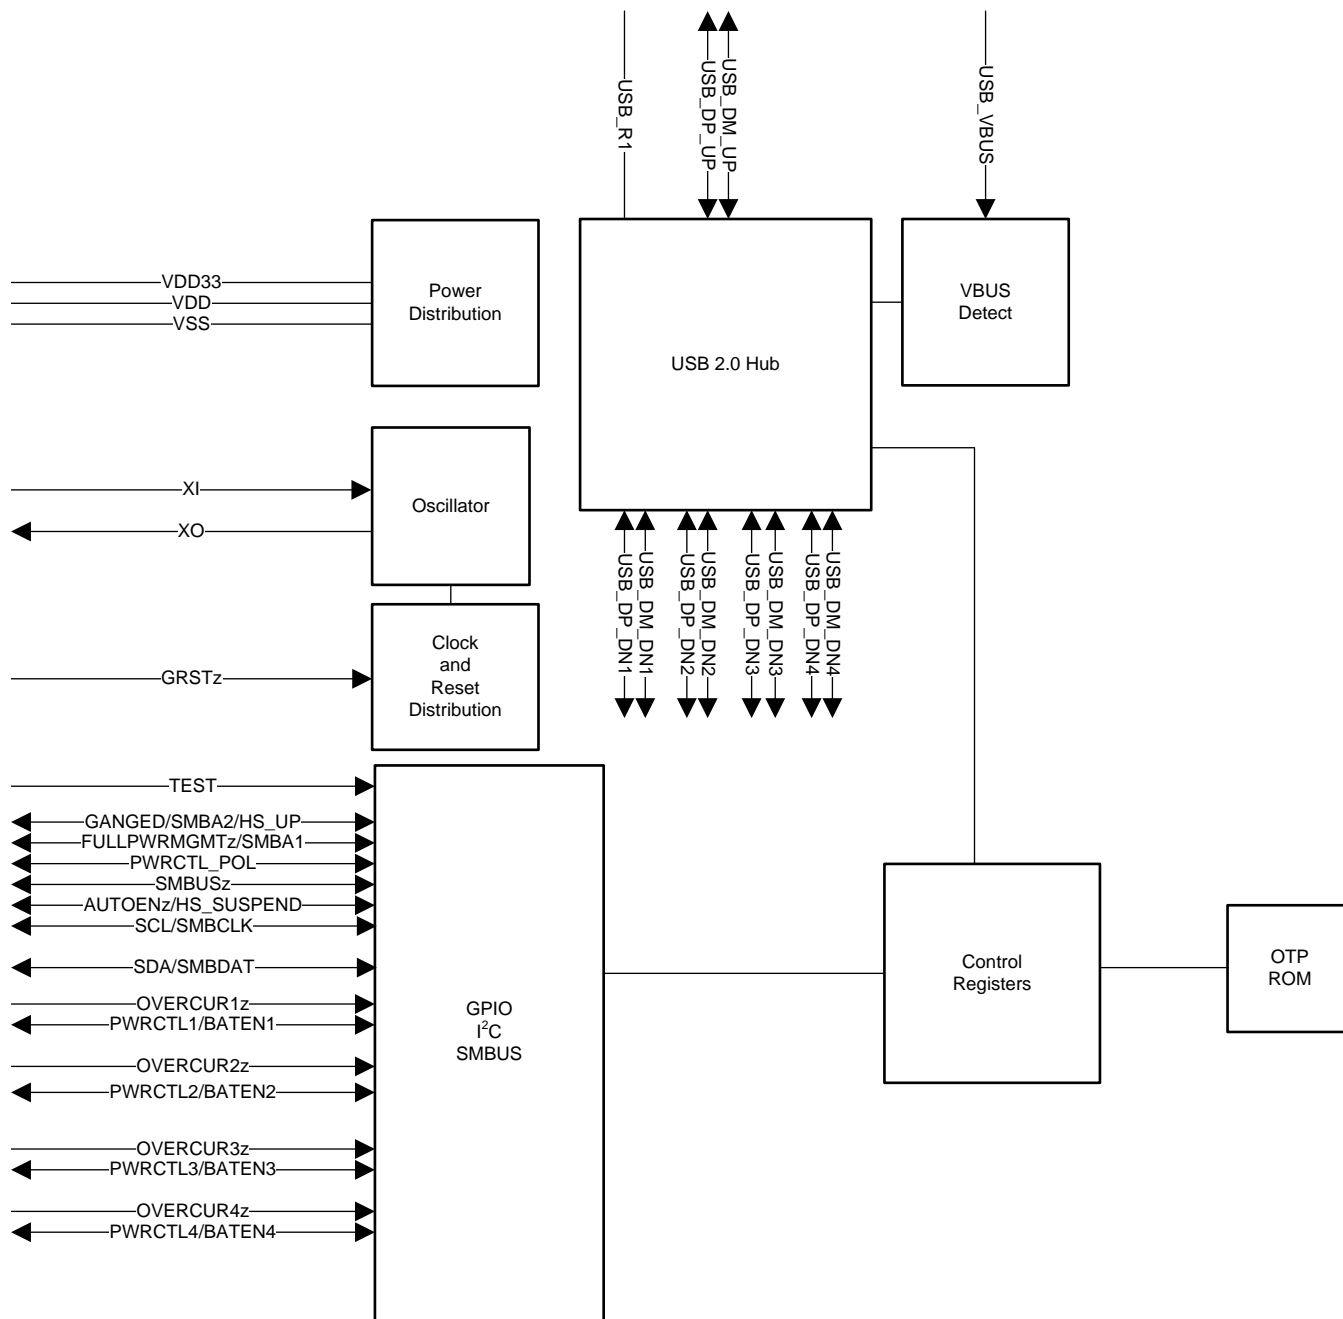 USB_R1
USB_DP_UP
USB_DM_UP
USB_VBUS
VDD33
VDD
VSS
Power
Distribution
USB 2.0 Hub
VBUS
Detect
XI
XO
Oscillator
USB_DP_DN1
USB_DM_DN1
USB_DP_DN2
USB_DM_DN2
USB_DP_DN3
USB_DM_DN3
USB_DP_DN4
USB_DM_DN4
GRSTz
Clock
and
Reset
Distribution
TEST
GANGED/SMBA2/HS_UP
FULLPWRMGMTz/SMBA1
PWRCTL_POL
SMBUSz
AUTOENz/HS_SUSPEND
SCL/SMBCLK
SDA/SMBDAT
OVERCUR1z
PWRCTL1/BATEN1
OVERCUR2z
PWRCTL2/BATEN2
OVERCUR3z
PWRCTL3/BATEN3
OVERCUR4z
PWRCTL4/BATEN4
GPIO
I²C
SMBUS
Control
Registers
OTP
ROM